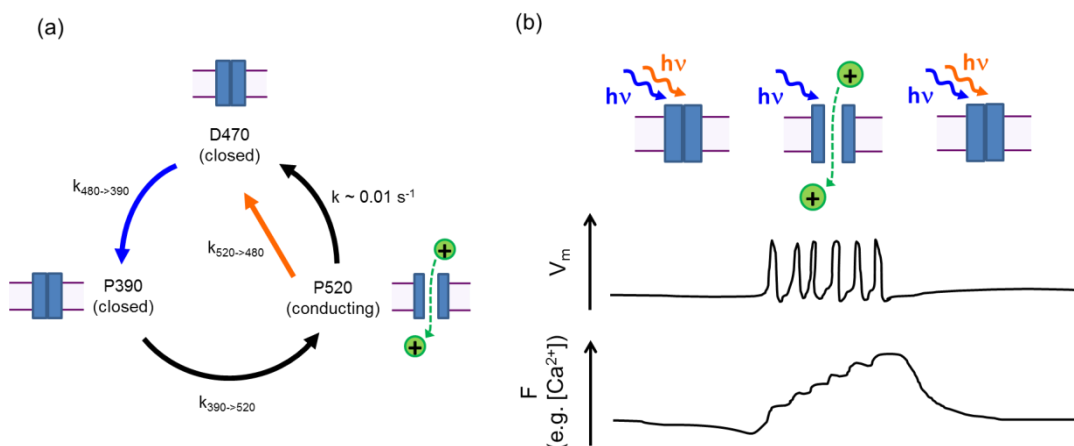 (a)
D470
(closed)
k480->390
k ~ 0.01 s⁻¹
k520->480
+
P390
(closed)
P520
(conducting)
+
k390->520
(b)
hν
hν
hν
+
hν
hν
+
Vm
F
(e.g. [Ca²⁺])